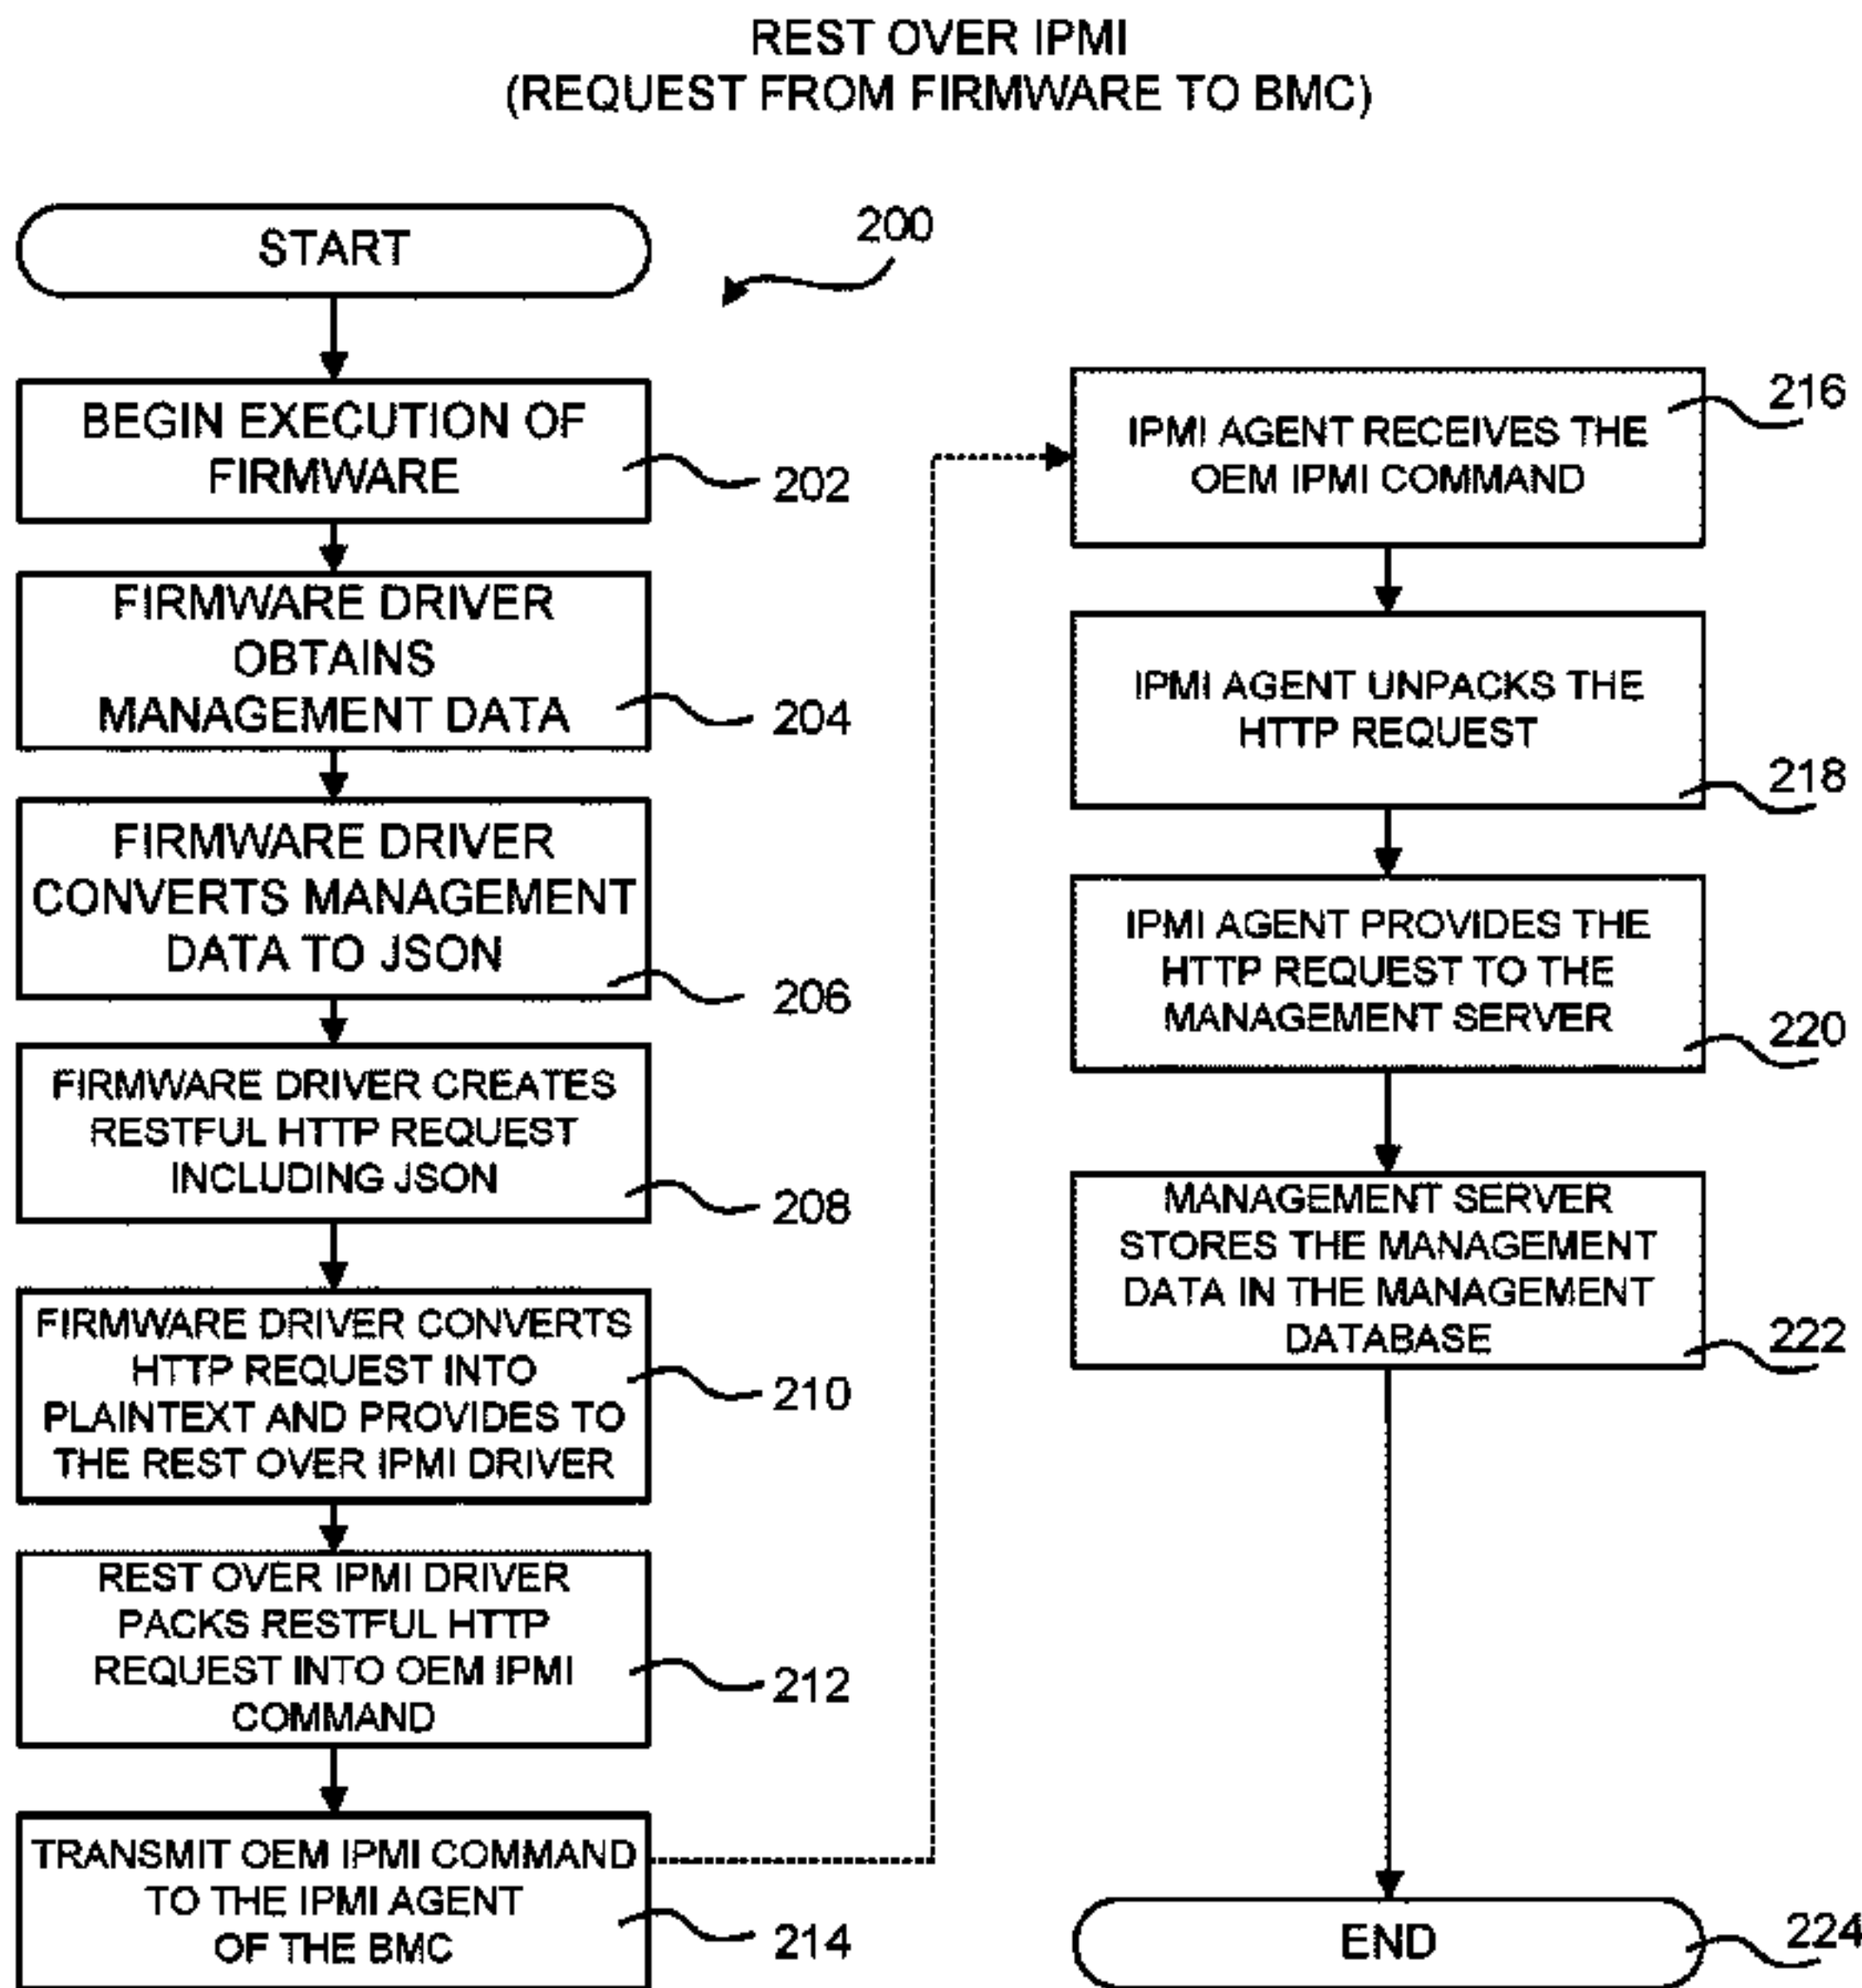 REST OVER IPMI
(REQUEST FROM FIRMWARE TO BMC)
START
200
BEGIN EXECUTION OF
FIRMWARE
202
FIRMWARE DRIVER
OBTAINS
MANAGEMENT DATA
204
FIRMWARE DRIVER
CONVERTS MANAGEMENT
DATA TO JSON
206
FIRMWARE DRIVER CREATES
RESTFUL HTTP REQUEST
INCLUDING JSON
208
FIRMWARE DRIVER CONVERTS
HTTP REQUEST INTO
PLAINTEXT AND PROVIDES TO
THE REST OVER IPMI DRIVER
210
REST OVER IPMI DRIVER
PACKS RESTFUL HTTP
REQUEST INTO OEM IPMI
COMMAND
212
TRANSMIT OEM IPMI COMMAND
TO THE IPMI AGENT
OF THE BMC
214
IPMI AGENT RECEIVES THE
OEM IPMI COMMAND
216
IPMI AGENT UNPACKS THE
HTTP REQUEST
218
IPMI AGENT PROVIDES THE
HTTP REQUEST TO THE
MANAGEMENT SERVER
220
MANAGEMENT SERVER
STORES THE MANAGEMENT
DATA IN THE MANAGEMENT
DATABASE
222
END
224